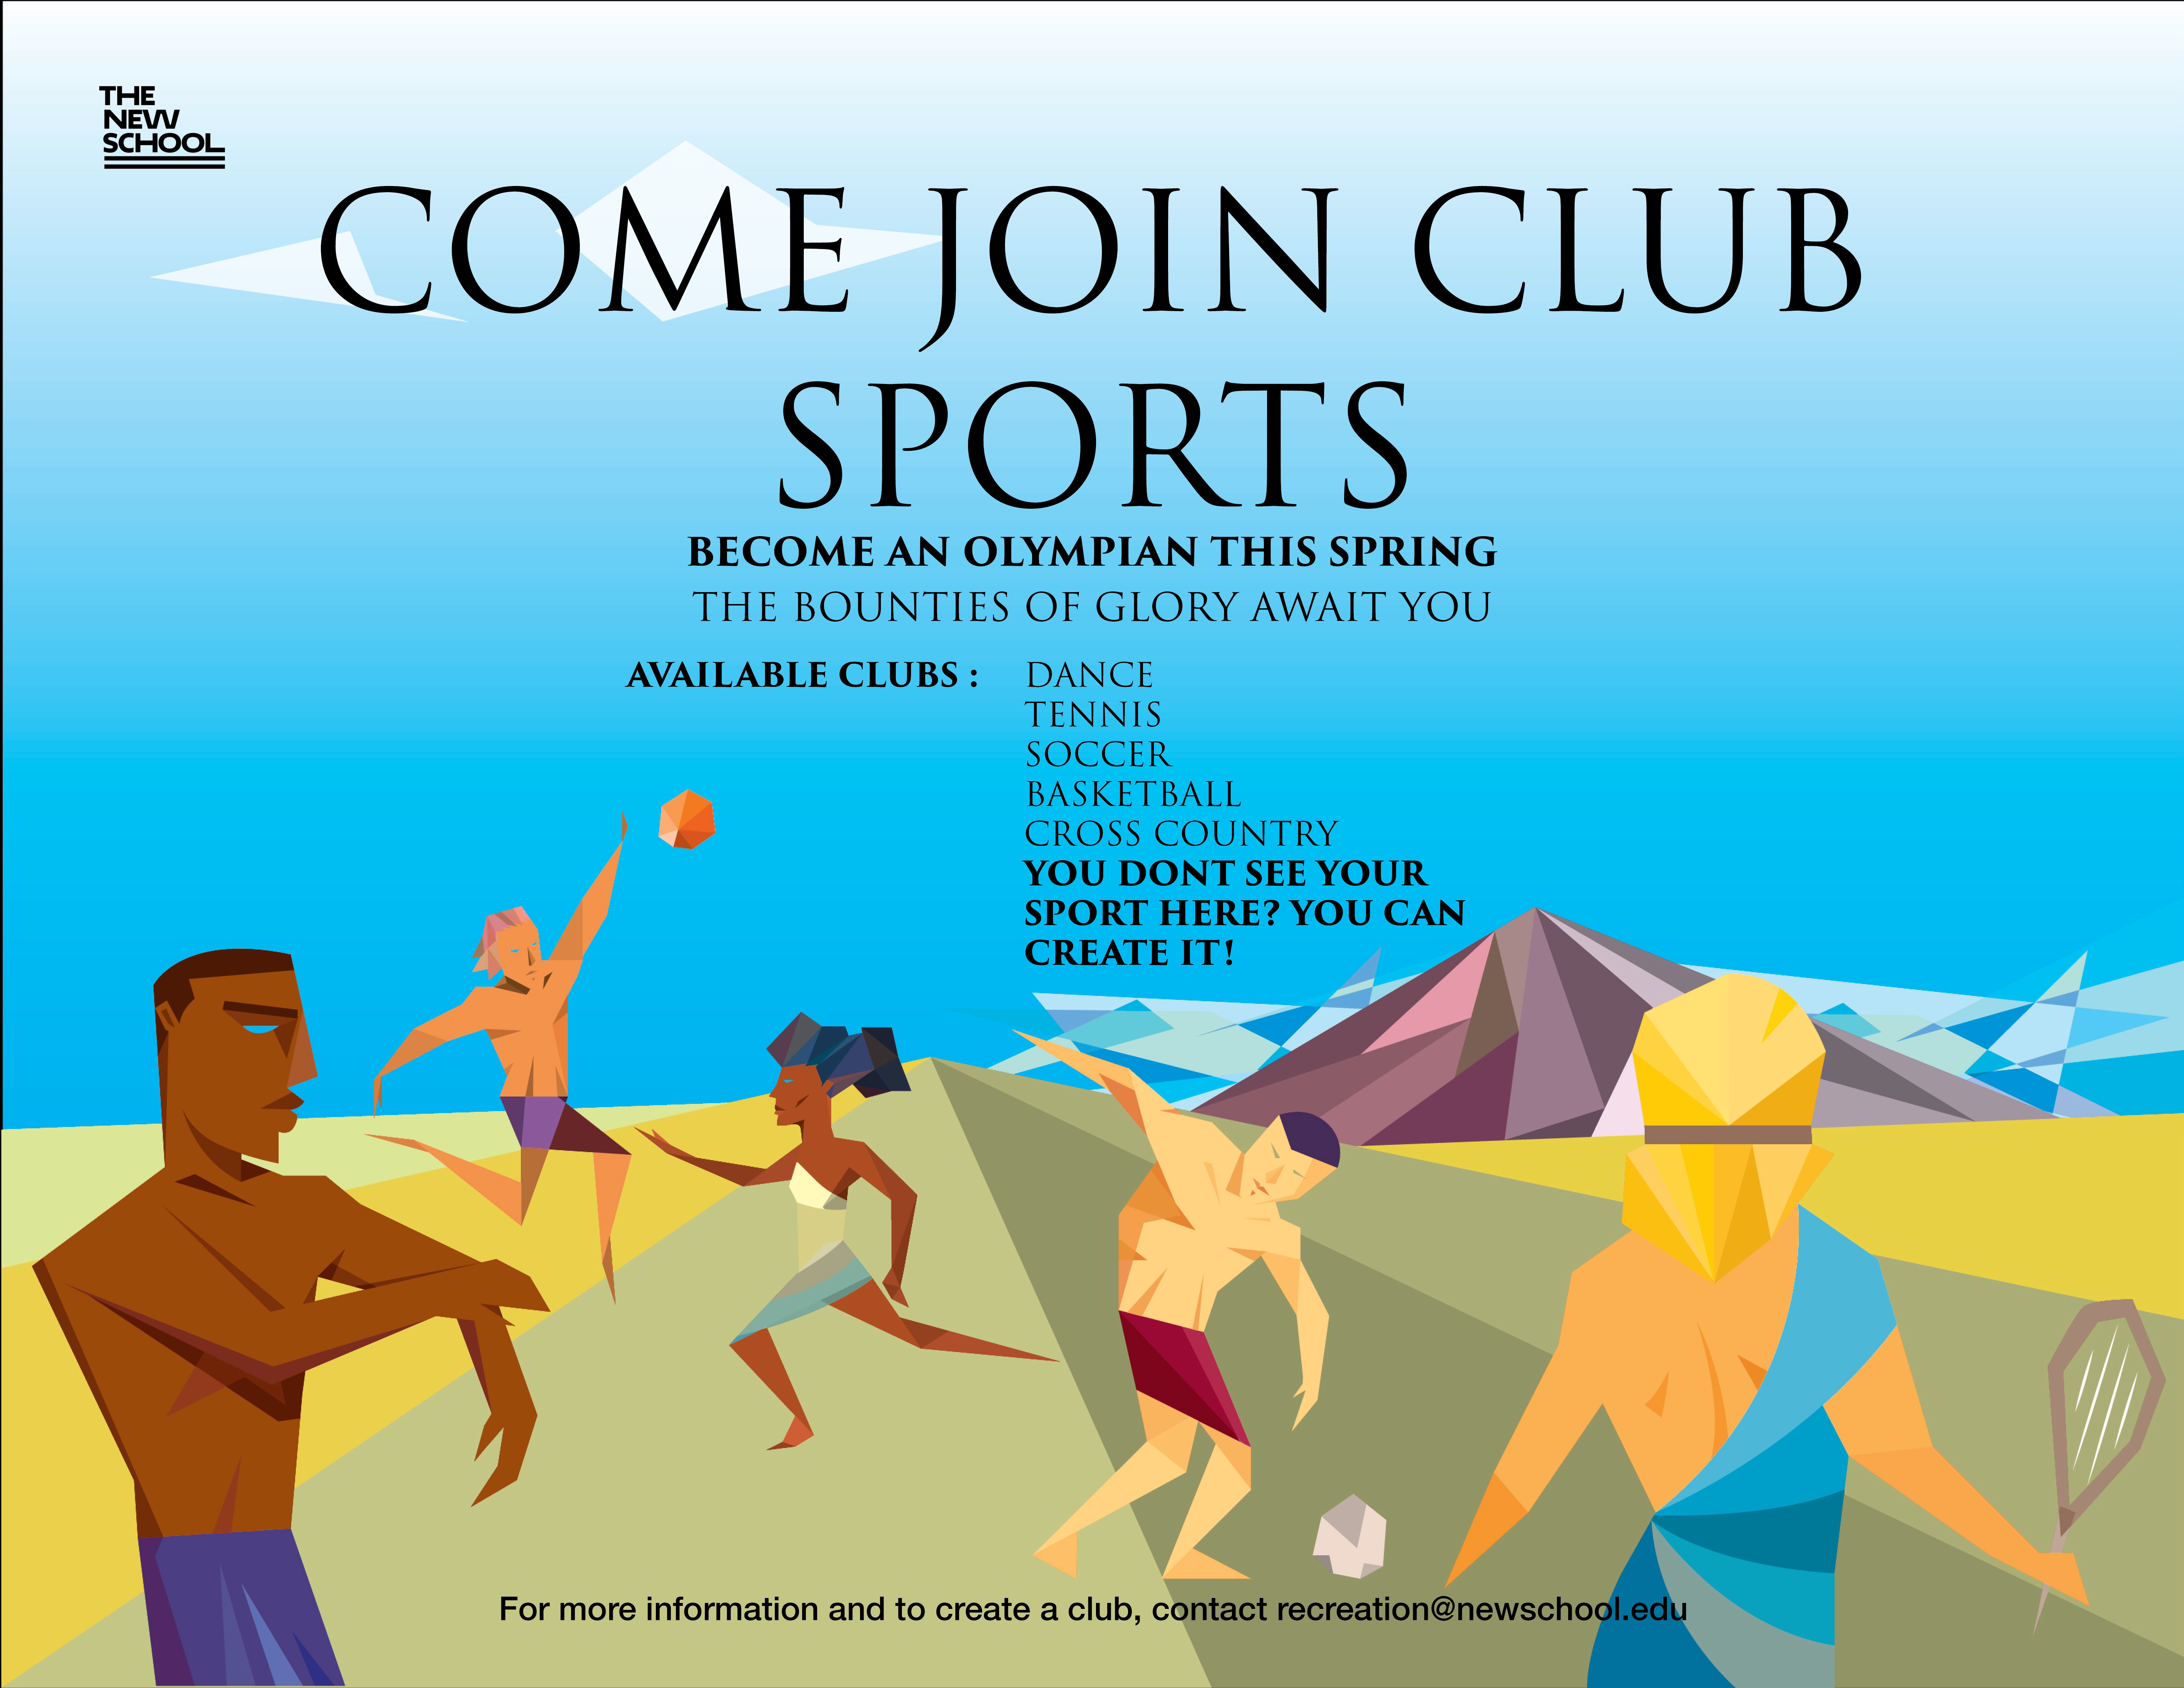 THE
NEW
SCHOOL
COME JOIN CLUB
SPORTS
BECOME AN OLYMPIAN THIS SPRING
THE BOUNTIES OF GLORY AWAIT YOU
AVAILABLE CLUBS : DANCE
TENNIS
SOCCER
BASKETBALL
CROSS COUNTRY
YOU DONT SEE YOUR
SPORT HERE? YOU CAN
CREATE IT!
For more information and to create a club, contact recreation@newschool.edu